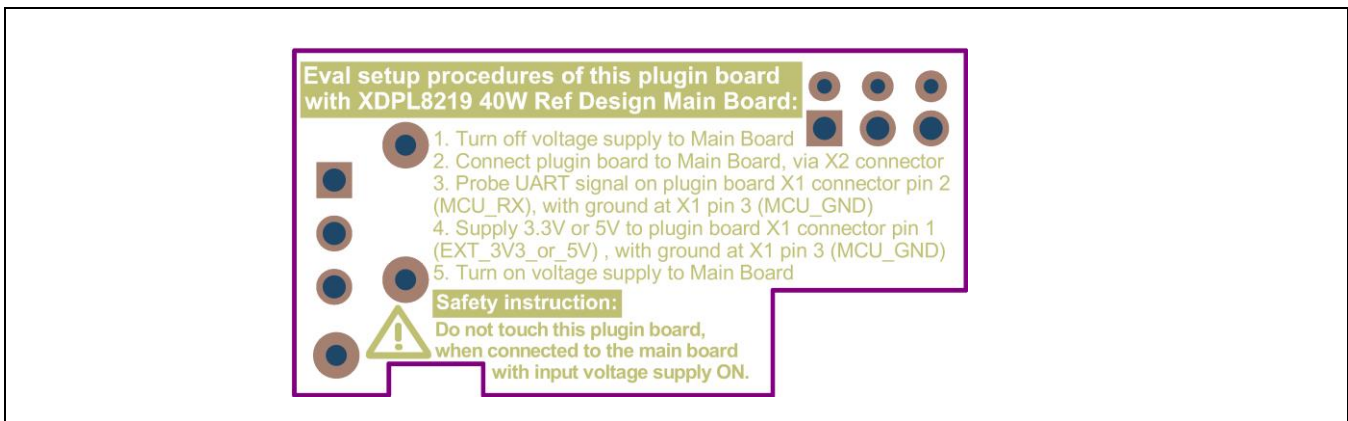 Eval setup procedures of this plugin board
with XDPL8219 40W Ref Design Main Board:
1. Turn off voltage supply to Main Board
2. Connect plugin board to Main Board, via X2 connector
3. Probe UART signal on plugin board X1 connector pin 2
(MCU_RX), with ground at X1 pin 3 (MCU_GND)
4. Supply 3.3V or 5V to plugin board X1 connector pin 1
(EXT_3V3_or_5V) , with ground at X1 pin 3 (MCU_GND)
5. Turn on voltage supply to Main Board
Safety instruction:
Do not touch this plugin board,
when connected to the main board
with input voltage supply ON.